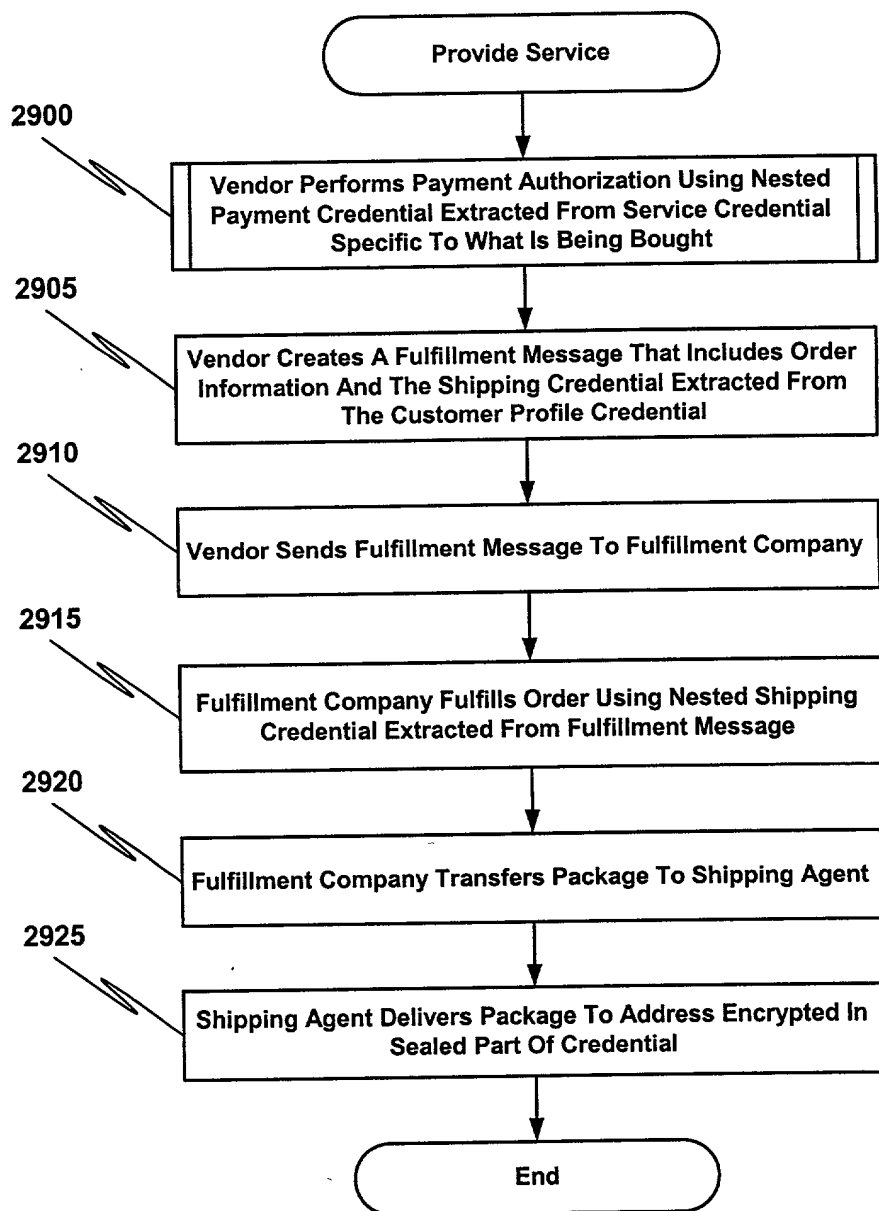 Provide Service
2900
Vendor Performs Payment Authorization Using Nested
Payment Credential Extracted From Service Credential
Specific To What Is Being Bought
2905
Vendor Creates A Fulfillment Message That Includes Order
Information And The Shipping Credential Extracted From
The Customer Profile Credential
2910
Vendor Sends Fulfillment Message To Fulfillment Company
2915
Fulfillment Company Fulfills Order Using Nested Shipping
Credential Extracted From Fulfillment Message
2920
Fulfillment Company Transfers Package To Shipping Agent
2925
Shipping Agent Delivers Package To Address Encrypted In
Sealed Part Of Credential
End